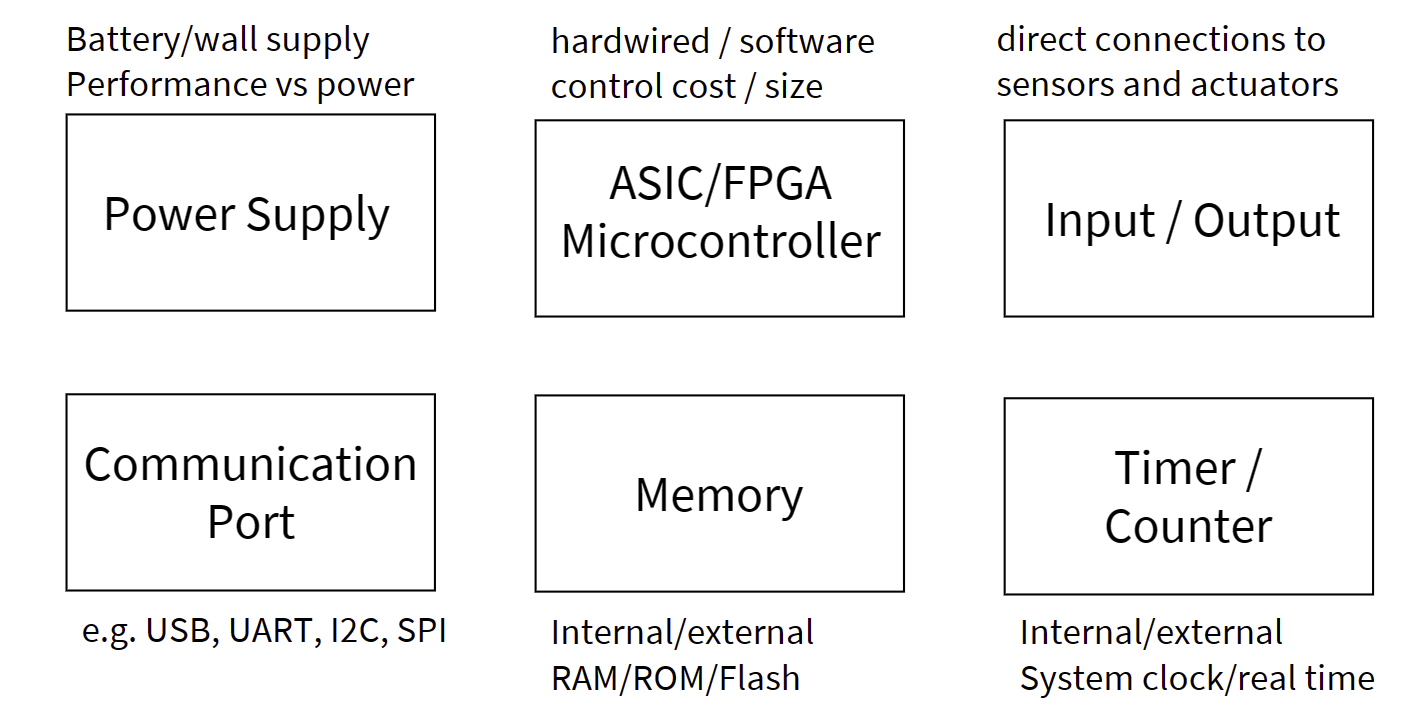 Battery/wall supply
Performance vs power
hardwired / software
control cost / size
direct connections to
sensors and actuators
Power Supply
ASIC/FPGA
Microcontroller
Input / Output
Communication
Port
Memory
Timer /
Counter
e.g. USB, UART, I2C, SPI
Internal/external
RAM/ROM/Flash
Internal/external
System clock/real time